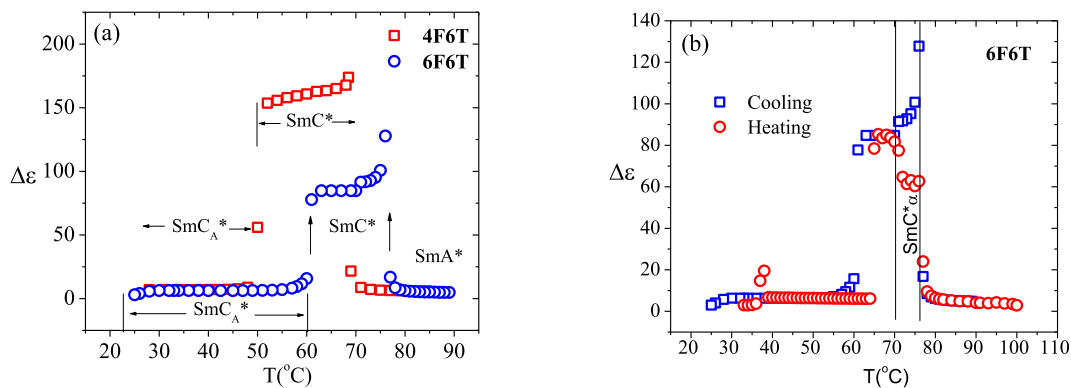 (a)
4F6T
6F6T
SmC*
SmC_A*
SmC*
SmA*
SmC_A*
Δε
0
50
100
150
200
20 30 40 50 60 70 80 90
T(°C)
(b)
6F6T
Cooling
Heating
SmC*α
Δε
0
20
40
60
80
100
120
140
20 30 40 50 60 70 80 90 100 110
T(°C)